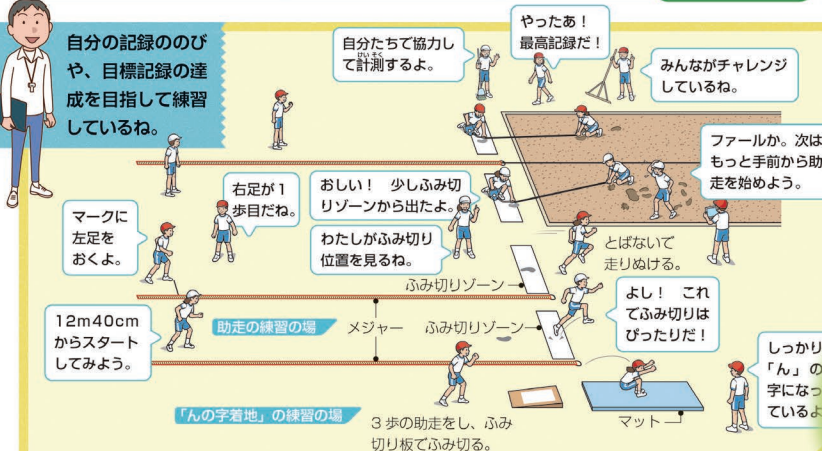 自分の記録ののび
や、目標記録の達
成を目指して練習
しているね。
自分たちで協力し
て計測するよ。
けいそく
やったあ！
最高記録だ！
みんながチャレンジ
しているね。
ファールか。次は
もっと手前から助
走を始めよう。
マークに
左足を
おくよ。
右足が１
歩目だね。
おしい！　少しふみ切
りゾーンから出たよ。
わたしがふみ切り
位置を見るね。
とばないで
走りぬける。
ふみ切りゾーン
12m40cm
からスタート
してみよう。
助走の練習の場
メジャー
ふみ切りゾーン
よし！　これ
でふみ切りは
ぴったりだ！
「んの字着地」の練習の場
３歩の助走をし、ふみ
切り板でふみ切る。
マット
しっかり
「ん」の
字になっ
ているよ